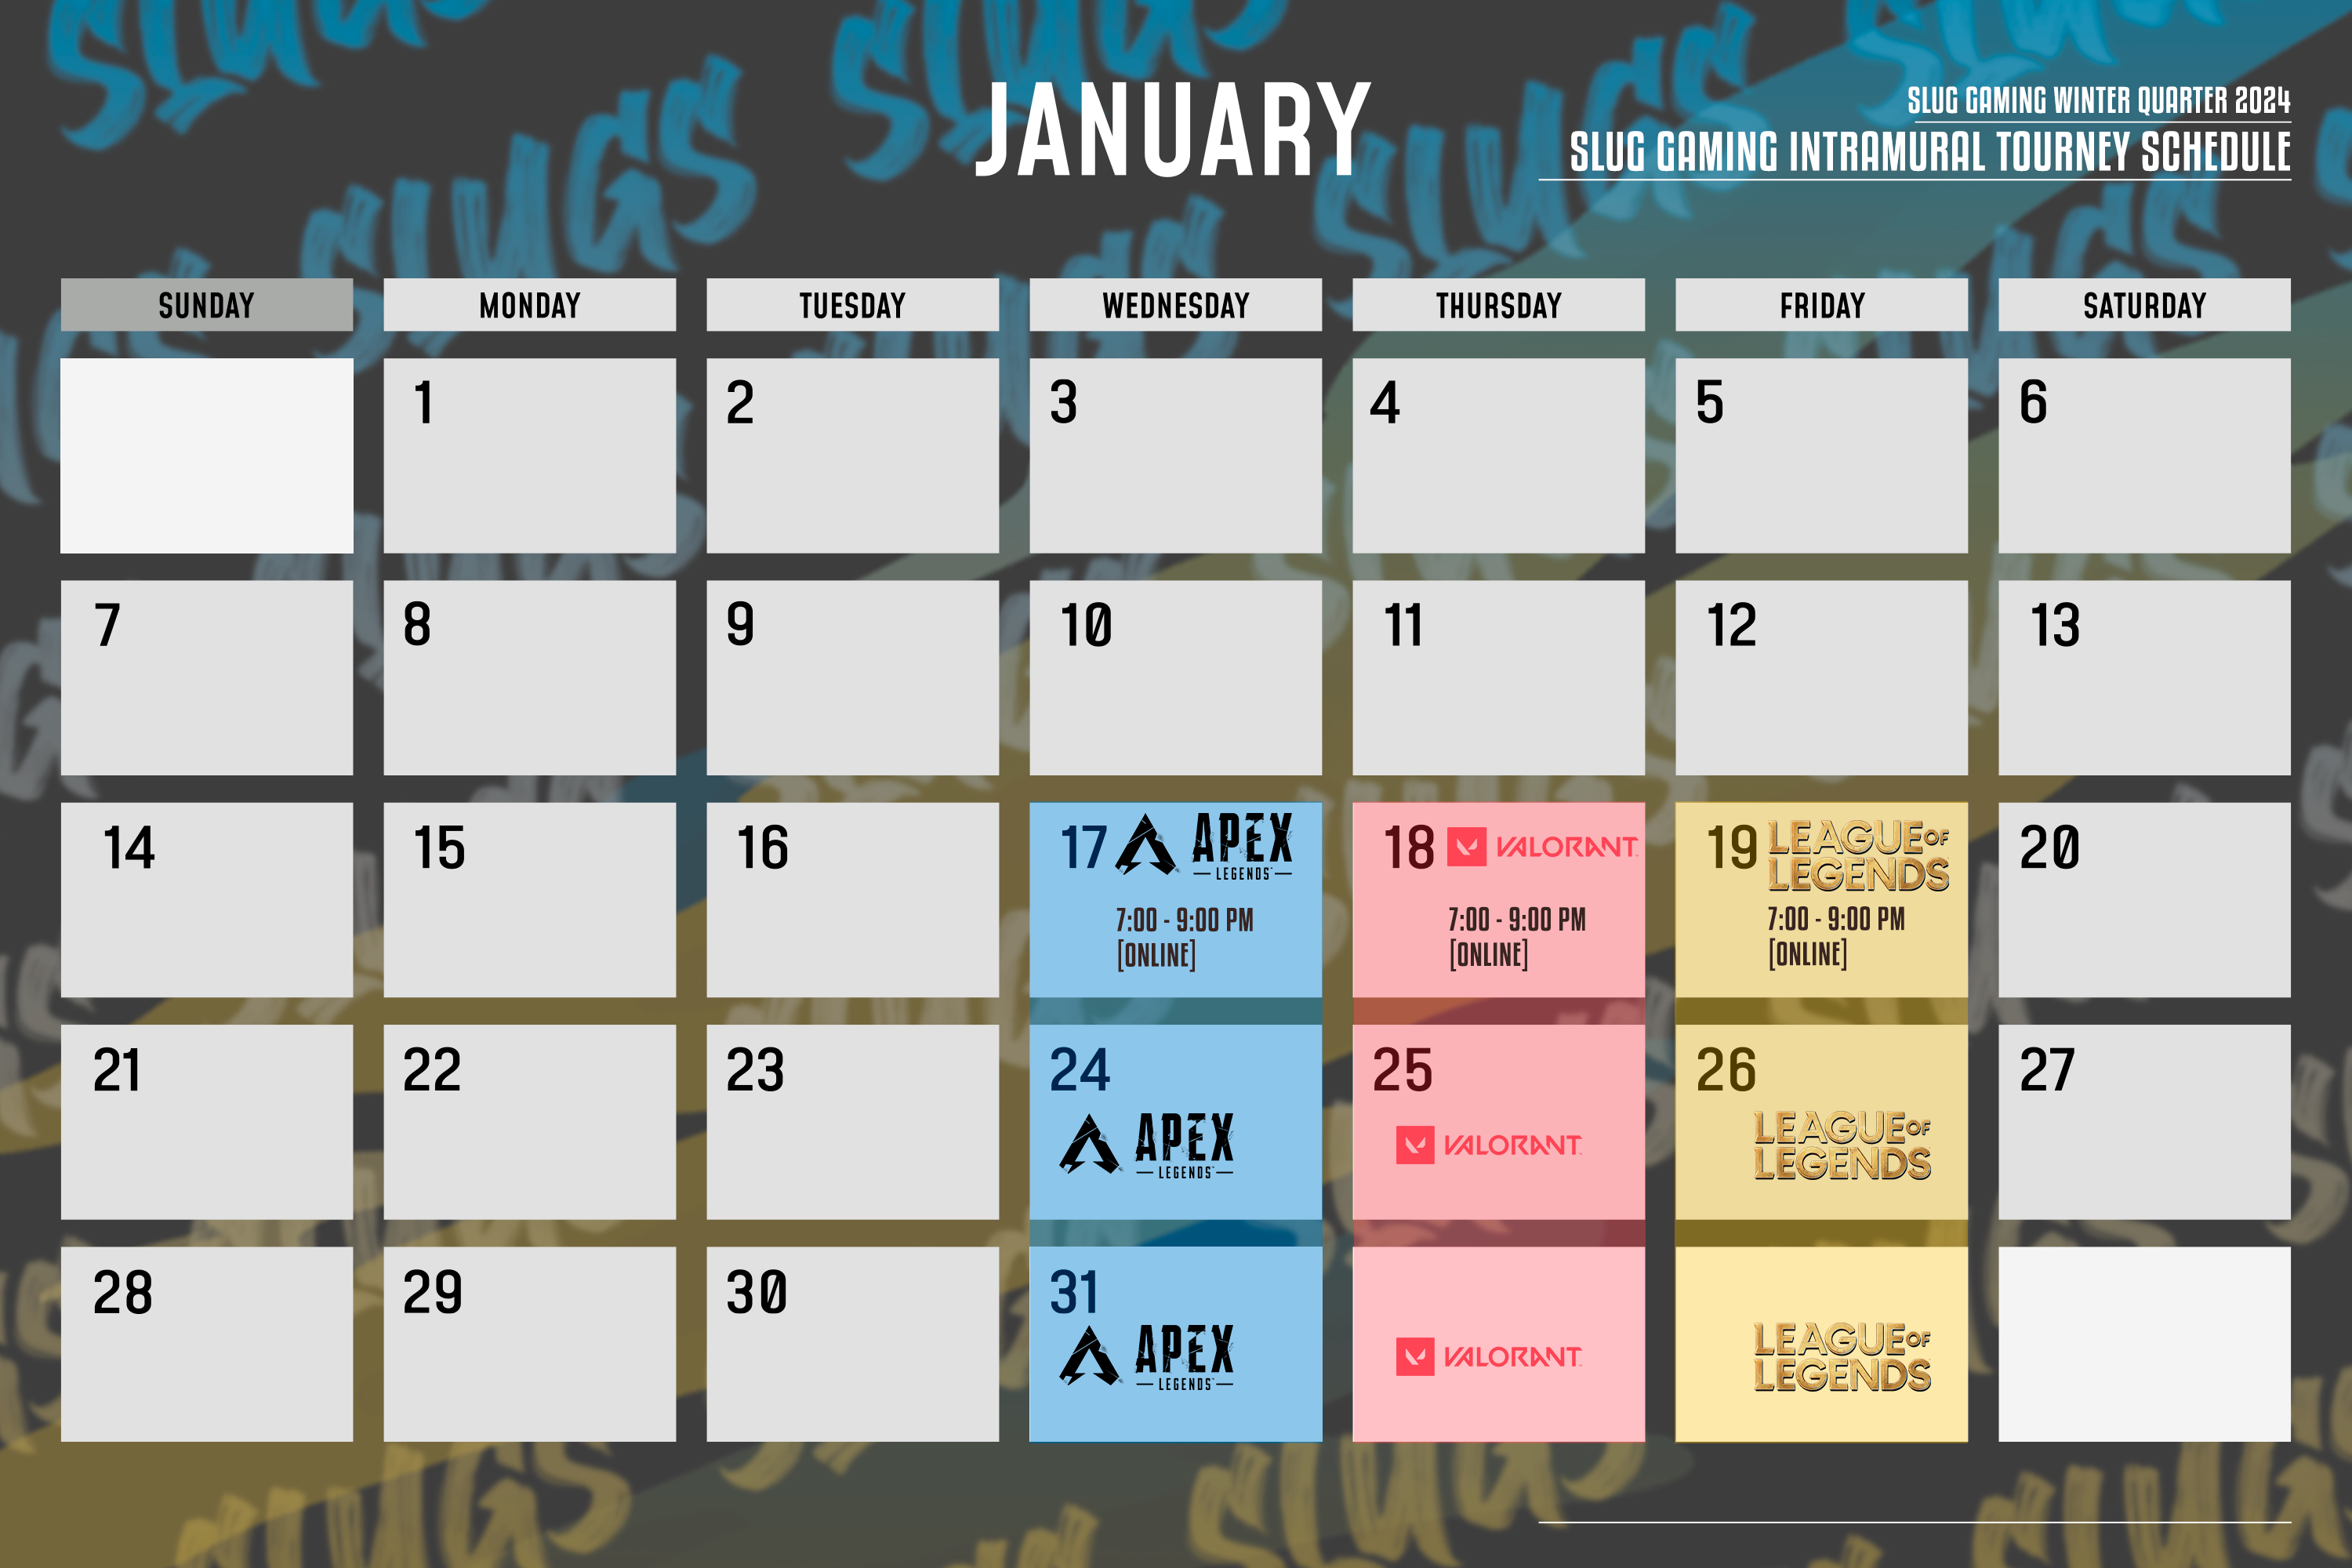 JANUARY
SLUG GAMING WINTER QUARTER 2024
SLUG GAMING INTRAMURAL TOURNEY SCHEDULE
SUNDAY MONDAY TUESDAY WEDNESDAY THURSDAY FRIDAY SATURDAY
1 2 3 4 5 6
7 8 9 10 11 12 13
14 15 16
17 APEX
LEGENDS
7:00 - 9:00 PM
[ONLINE]
18 VALORANT
7:00 - 9:00 PM
[ONLINE]
19 LEAGUE OF
LEGENDS
7:00 - 9:00 PM
[ONLINE]
20
21 22 23
24
APEX
LEGENDS
25
VALORANT
26
LEAGUE OF
LEGENDS
27
28 29 30
31
APEX
LEGENDS
VALORANT
LEAGUE OF
LEGENDS
SLUGS SLUGS SLUGS